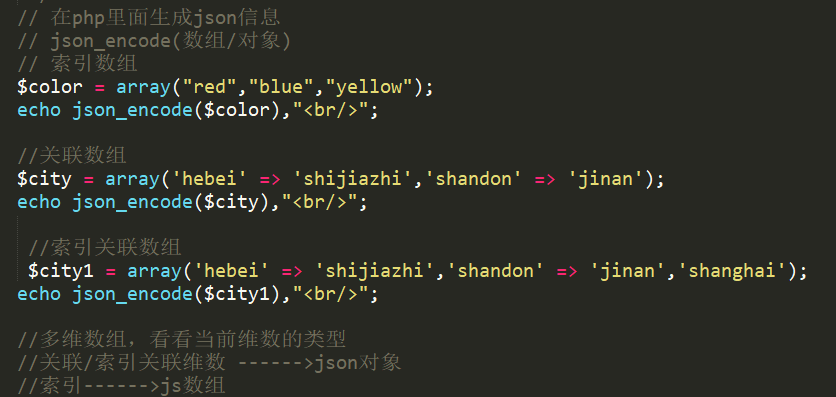 // 在php里面生成json信息
// json_encode(数组/对象)
// 索引数组
$color = array("red","blue","yellow");
echo json_encode($color),"<br/>";
//关联数组
$city = array('hebei' => 'shijiazhi','shandon' => 'jinan');
echo json_encode($city),"<br/>";
//索引关联数组
$city1 = array('hebei' => 'shijiazhi','shandon' => 'jinan','shanghai');
echo json_encode($city1),"<br/>";
//多维数组，看看当前维数的类型
//关联/索引关联维数 ------>json对象
//索引------>js数组